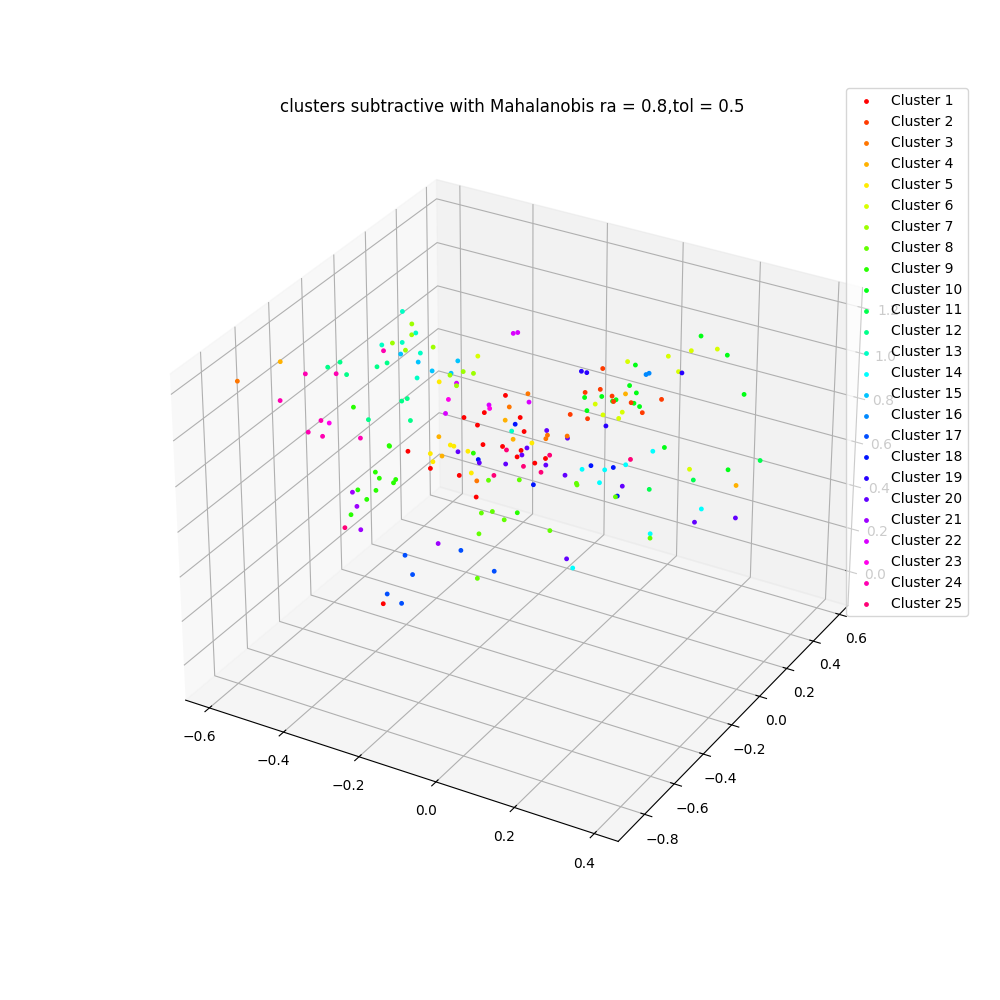 clusters subtractive with Mahalanobis ra = 0.8,tol = 0.5
Cluster 1
Cluster 2
Cluster 3
Cluster 4
Cluster 5
Cluster 6
Cluster 7
Cluster 8
Cluster 9
Cluster 10
Cluster 11
Cluster 12
Cluster 13
Cluster 14
Cluster 15
Cluster 16
Cluster 17
Cluster 18
Cluster 19
Cluster 20
Cluster 21
Cluster 22
Cluster 23
Cluster 24
Cluster 25
1.0
0.8
0.6
0.4
0.2
0.0
0.6
0.4
0.2
0.0
−0.2
−0.4
−0.6
−0.8
−0.6
−0.4
−0.2
0.0
0.2
0.4